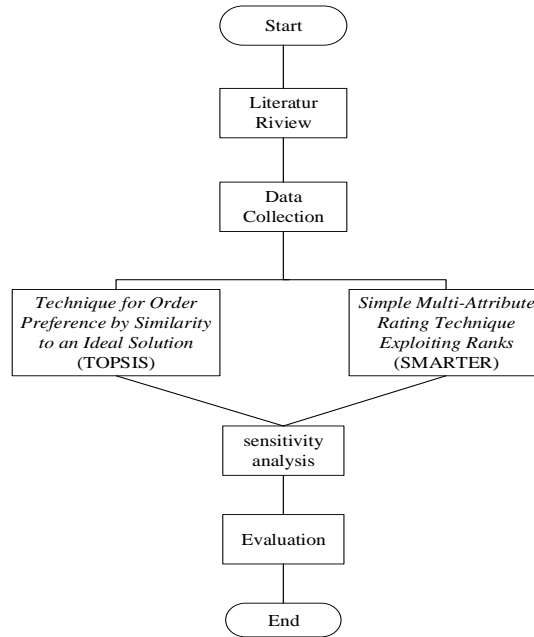 Start
Literatur
Riview
Data
Collection
Technique for Order
Preference by Similarity
to an Ideal Solution
(TOPSIS)
Simple Multi-Attribute
Rating Technique
Exploiting Ranks
(SMARTER)
sensitivity
analysis
Evaluation
End